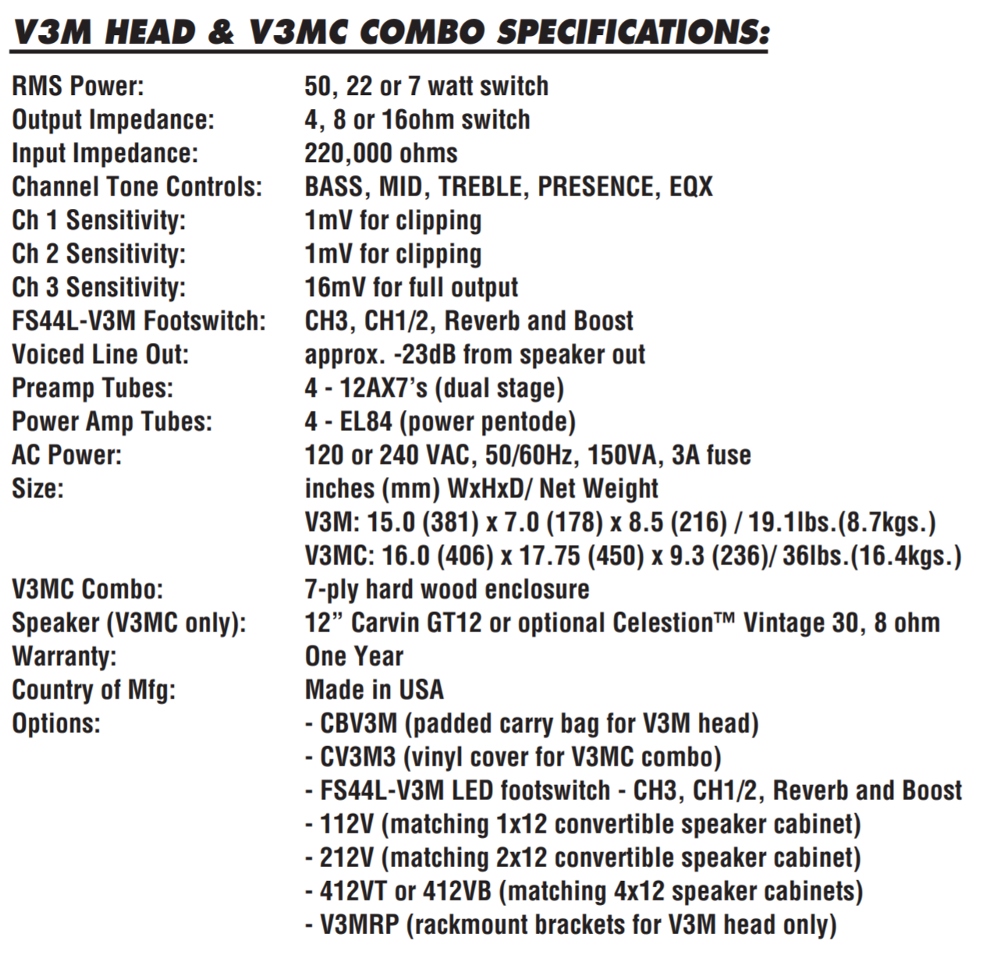 V3M HEAD & V3MC COMBO SPECIFICATIONS:
RMS Power: 50, 22 or 7 watt switch
Output Impedance: 4, 8 or 16ohm switch
Input Impedance: 220,000 ohms
Channel Tone Controls: BASS, MID, TREBLE, PRESENCE, EQX
Ch 1 Sensitivity: 1mV for clipping
Ch 2 Sensitivity: 1mV for clipping
Ch 3 Sensitivity: 16mV for full output
FS44L-V3M Footswitch: CH3, CH1/2, Reverb and Boost
Voiced Line Out: approx. -23dB from speaker out
Preamp Tubes: 4 - 12AX7’s (dual stage)
Power Amp Tubes: 4 - EL84 (power pentode)
AC Power: 120 or 240 VAC, 50/60Hz, 150VA, 3A fuse
Size: inches (mm) WxHxD/ Net Weight
V3M: 15.0 (381) x 7.0 (178) x 8.5 (216) / 19.1lbs.(8.7kgs.)
V3MC: 16.0 (406) x 17.75 (450) x 9.3 (236)/ 36lbs.(16.4kgs.)
V3MC Combo: 7-ply hard wood enclosure
Speaker (V3MC only): 12” Carvin GT12 or optional Celestion™ Vintage 30, 8 ohm
Warranty: One Year
Country of Mfg: Made in USA
Options: - CBV3M (padded carry bag for V3M head)
- CV3M3 (vinyl cover for V3MC combo)
- FS44L-V3M LED footswitch - CH3, CH1/2, Reverb and Boost
- 112V (matching 1x12 convertible speaker cabinet)
- 212V (matching 2x12 convertible speaker cabinet)
- 412VT or 412VB (matching 4x12 speaker cabinets)
- V3MRP (rackmount brackets for V3M head only)